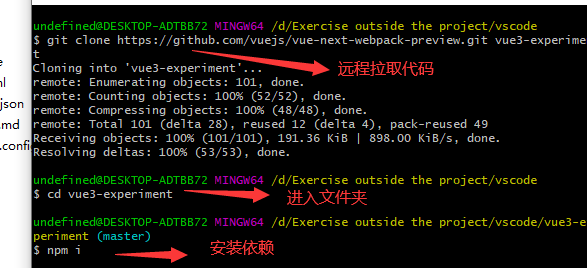 undefined@DESKTOP-ADTBB72 MINGW64 /d/Exercise outside the project/vscode
$ git clone https://github.com/vuejs/vue-next-webpack-preview.git vue3-experimen
t
Cloning into 'vue3-experiment'...
远程拉取代码
remote: Enumerating objects: 101, done.
remote: Counting objects: 100% (52/52), done.
remote: Compressing objects: 100% (48/48), done.
remote: Total 101 (delta 28), reused 12 (delta 4), pack-reused 49
Receiving objects: 100% (101/101), 191.36 KiB | 898.00 KiB/s, done.
Resolving deltas: 100% (53/53), done.
undefined@DESKTOP-ADTBB72 MINGW64 /d/Exercise outside the project/vscode
$ cd vue3-experiment
进入文件夹
undefined@DESKTOP-ADTBB72 MINGW64 /d/Exercise outside the project/vscode/vue3-ex
periment (master)
$ npm i
安装依赖
json
.md
.config